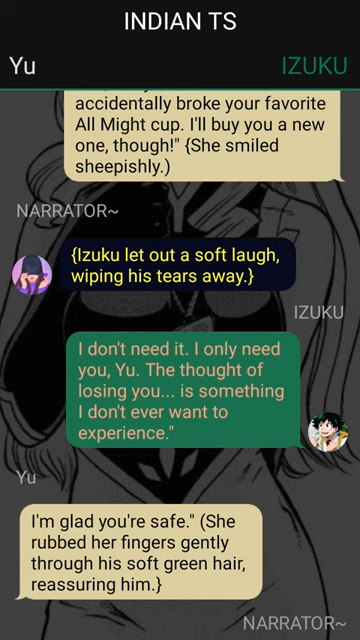 INDIAN TS
Yu
IZUKU
accidentally broke your favorite
All Might cup. I'll buy you a new
one, though!" {She smiled
sheepishly.)
NARRATOR~
{Izuku let out a soft laugh,
wiping his tears away.}
IZUKU
I don't need it. I only need
you, Yu. The thought of
losing you... is something
I don't ever want to
experience."
Yu
I'm glad you're safe." (She
rubbed her fingers gently
through his soft green hair,
reassuring him.}
NARRATOR~